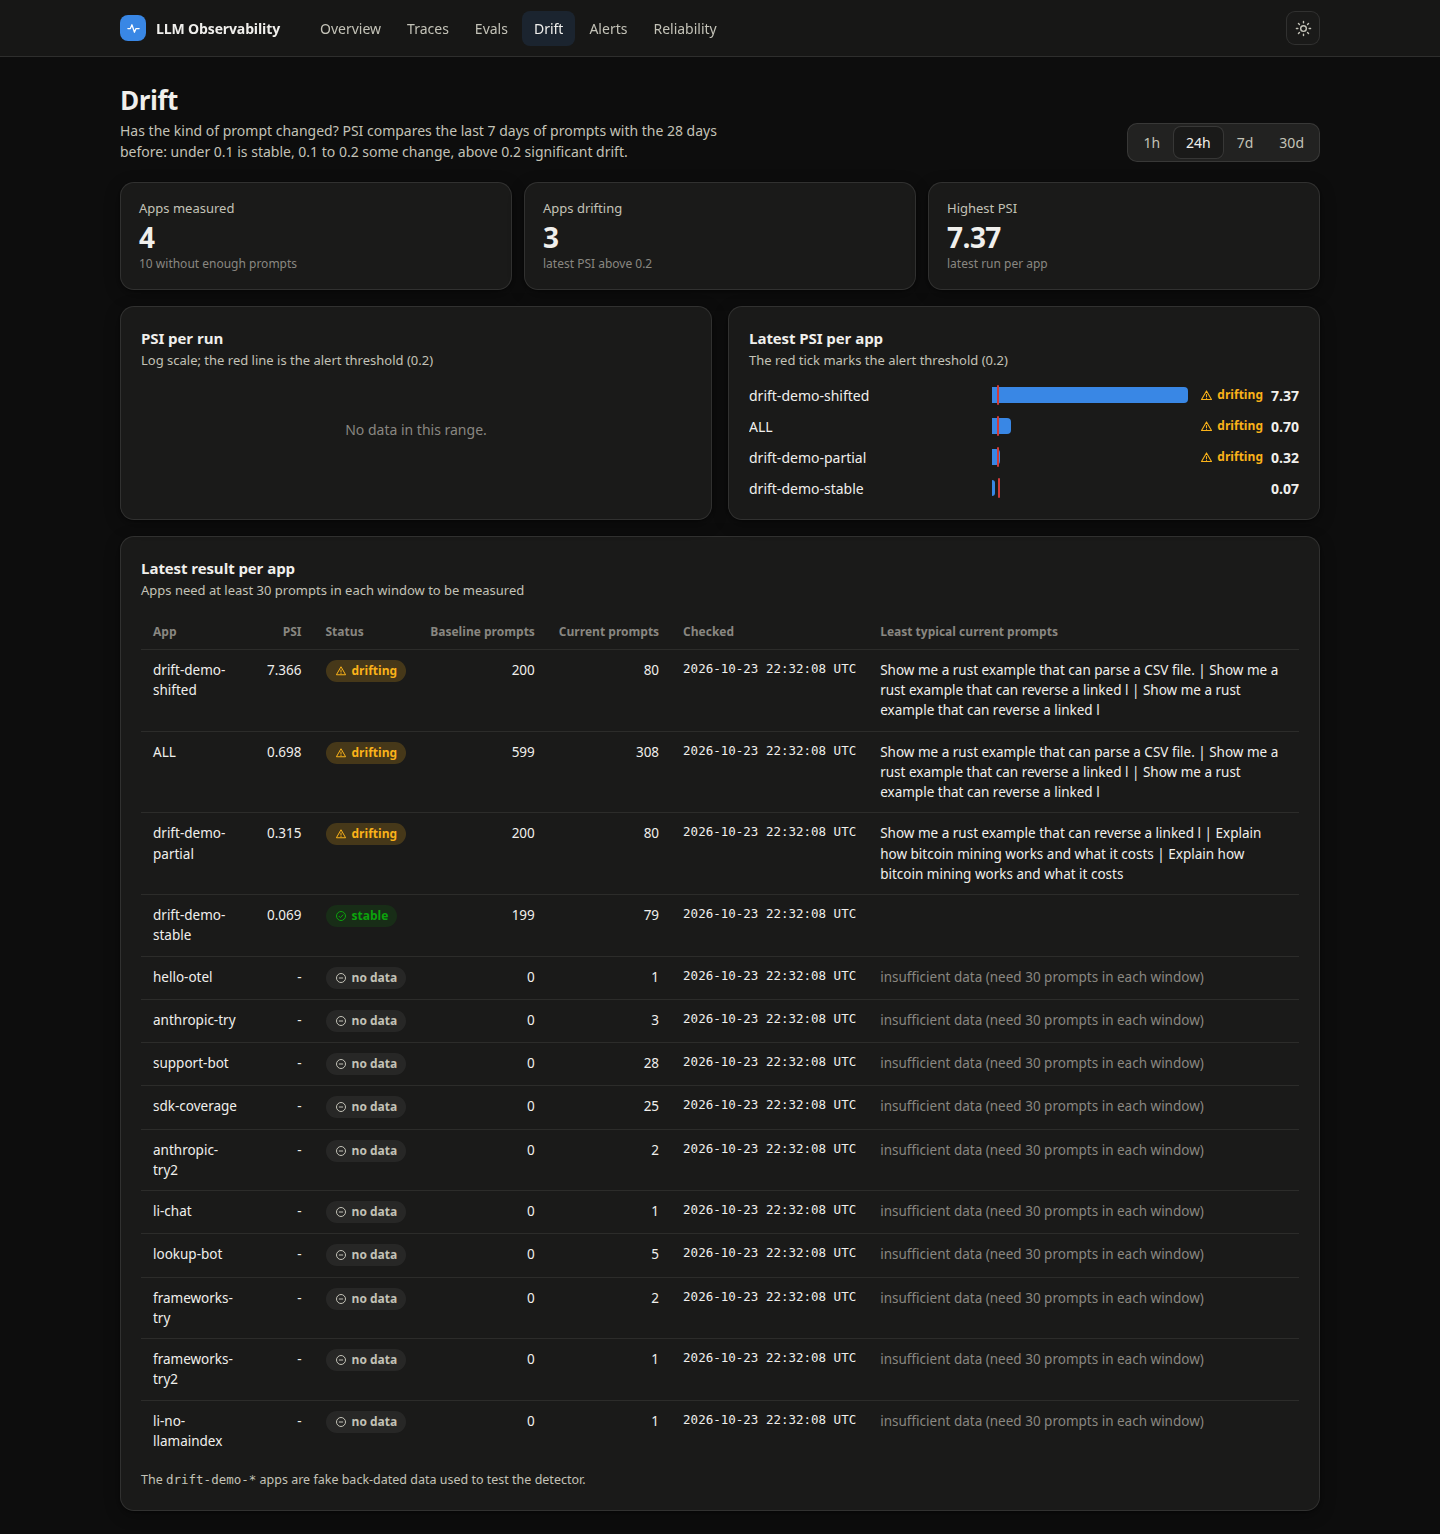 LLM Observability Overview Traces Evals Drift Alerts Reliability
Drift
Has the kind of prompt changed? PSI compares the last 7 days of prompts with the 28 days
before: under 0.1 is stable, 0.1 to 0.2 some change, above 0.2 significant drift.
1h 24h 7d 30d
Apps measured
4
10 without enough prompts
Apps drifting
3
latest PSI above 0.2
Highest PSI
7.37
latest run per app
PSI per run
Log scale; the red line is the alert threshold (0.2)
No data in this range.
Latest PSI per app
The red tick marks the alert threshold (0.2)
drift-demo-shifted drifting 7.37
ALL drifting 0.70
drift-demo-partial drifting 0.32
drift-demo-stable 0.07
Latest result per app
Apps need at least 30 prompts in each window to be measured
App PSI Status Baseline prompts Current prompts Checked Least typical current prompts
drift-demo- 7.366 drifting 200 80 2026-10-23 22:32:08 UTC Show me a rust example that can parse a CSV file. | Show me a
shifted rust example that can reverse a linked l | Show me a rust
example that can reverse a linked l
ALL 0.698 drifting 599 308 2026-10-23 22:32:08 UTC Show me a rust example that can parse a CSV file. | Show me a
rust example that can reverse a linked l | Show me a rust
example that can reverse a linked l
drift-demo- 0.315 drifting 200 80 2026-10-23 22:32:08 UTC Show me a rust example that can reverse a linked l | Explain
partial how bitcoin mining works and what it costs | Explain how
bitcoin mining works and what it costs
drift-demo- 0.069 stable 199 79 2026-10-23 22:32:08 UTC
stable
hello-otel - no data 0 1 2026-10-23 22:32:08 UTC insufficient data (need 30 prompts in each window)
anthropic-try - no data 0 3 2026-10-23 22:32:08 UTC insufficient data (need 30 prompts in each window)
support-bot - no data 0 28 2026-10-23 22:32:08 UTC insufficient data (need 30 prompts in each window)
sdk-coverage - no data 0 25 2026-10-23 22:32:08 UTC insufficient data (need 30 prompts in each window)
anthropic- - no data 0 2 2026-10-23 22:32:08 UTC insufficient data (need 30 prompts in each window)
try2
li-chat - no data 0 1 2026-10-23 22:32:08 UTC insufficient data (need 30 prompts in each window)
lookup-bot - no data 0 5 2026-10-23 22:32:08 UTC insufficient data (need 30 prompts in each window)
frameworks- - no data 0 2 2026-10-23 22:32:08 UTC insufficient data (need 30 prompts in each window)
try
frameworks- - no data 0 1 2026-10-23 22:32:08 UTC insufficient data (need 30 prompts in each window)
try2
li-no- - no data 0 1 2026-10-23 22:32:08 UTC insufficient data (need 30 prompts in each window)
llamaindex
The drift-demo-* apps are fake back-dated data used to test the detector.